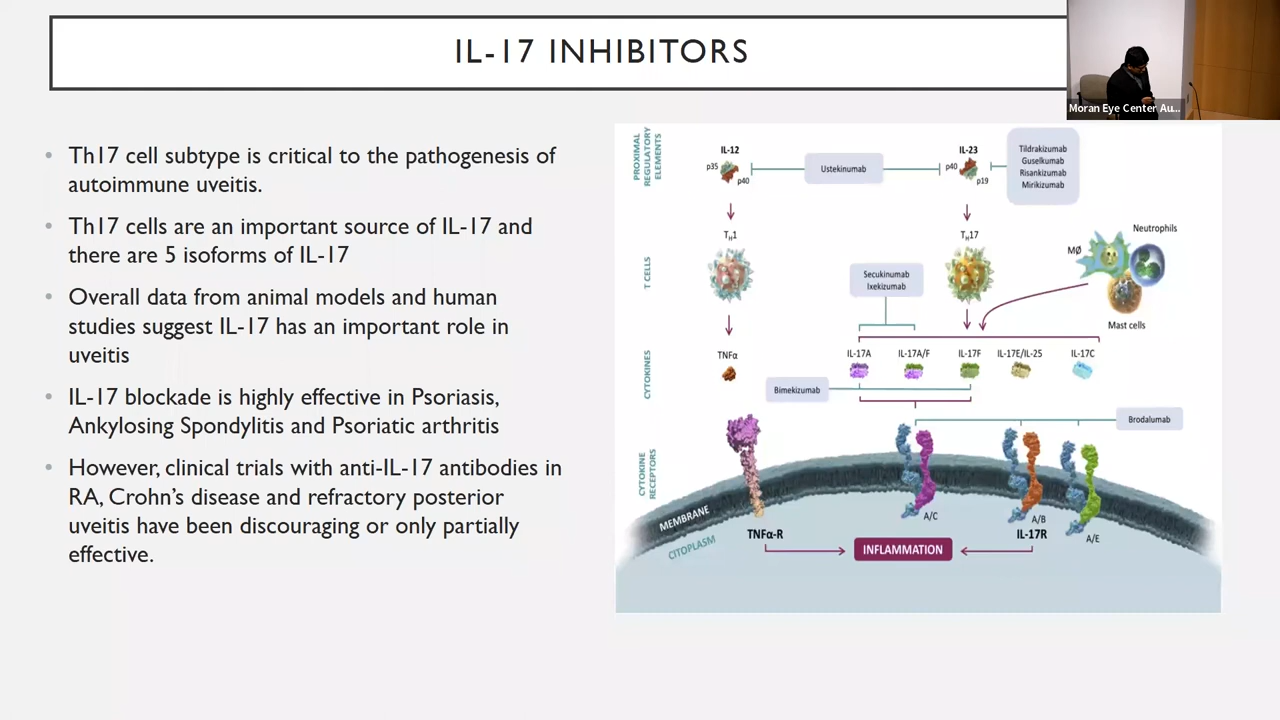 IL-17 INHIBITORS
Moran Eye Center Au...
• Th17 cell subtype is critical to the pathogenesis of
autoimmune uveitis.
• Th17 cells are an important source of IL-17 and
there are 5 isoforms of IL-17
• Overall data from animal models and human
studies suggest IL-17 has an important role in
uveitis
• IL-17 blockade is highly effective in Psoriasis,
Ankylosing Spondylitis and Psoriatic arthritis
• However, clinical trials with anti-IL-17 antibodies in
RA, Crohn's disease and refractory posterior
uveitis have been discouraging or only partially
effective.
PROXIMAL
REGULATORY
ELEMENTS
IL-12
p35
p40
Ustekinumab
IL-23
p40
p19
Tildrakizumab
Guselkumab
Risankizumab
Mirikizumab
T CELLS
TH1
TH17
Secukinumab
Ixekizumab
MØ
Neutrophils
Mast cells
CYTOKINES
TNFα
IL-17A
IL-17A/F
IL-17F
IL-17E/IL-25
IL-17C
Bimekizumab
Brodalumab
CYTOKINE
RECEPTORS
MEMBRANE
CITOPLASM
TNFα-R
A/C
A/B
IL-17R
A/E
INFLAMMATION